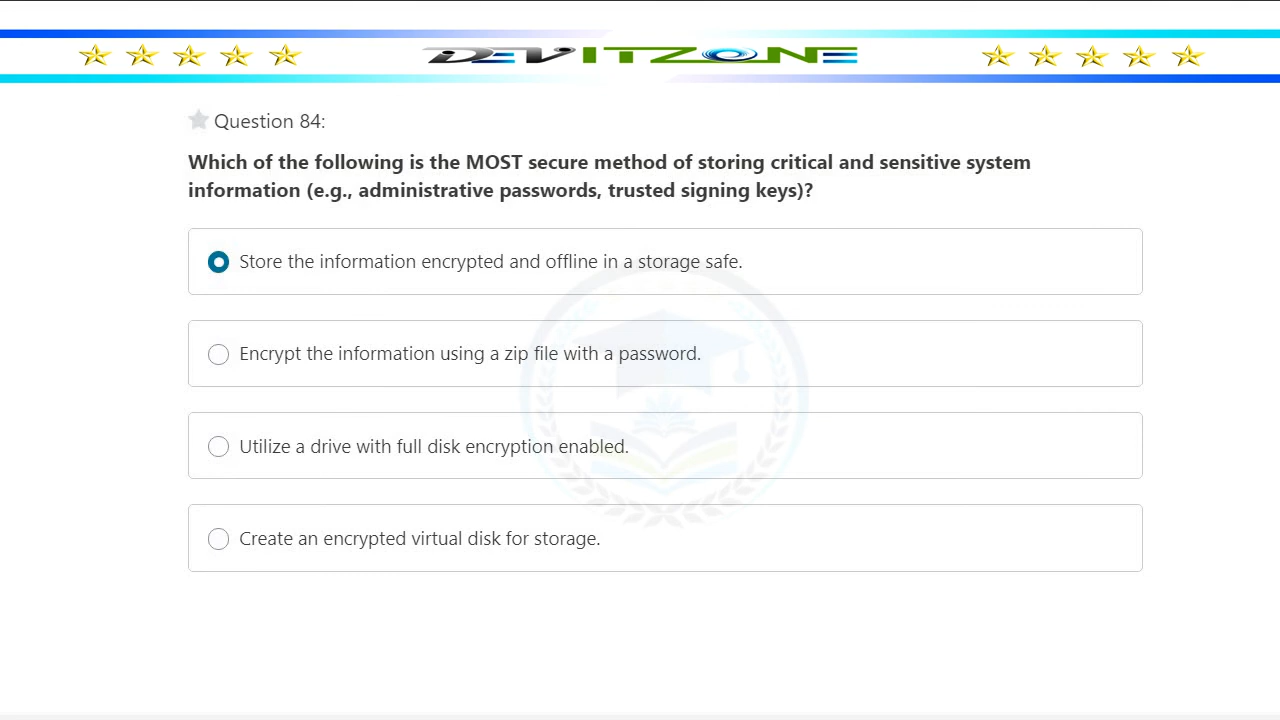 DEVITZONE
Question 84:
Which of the following is the MOST secure method of storing critical and sensitive system
information (e.g., administrative passwords, trusted signing keys)?
Store the information encrypted and offline in a storage safe.
Encrypt the information using a zip file with a password.
Utilize a drive with full disk encryption enabled.
Create an encrypted virtual disk for storage.